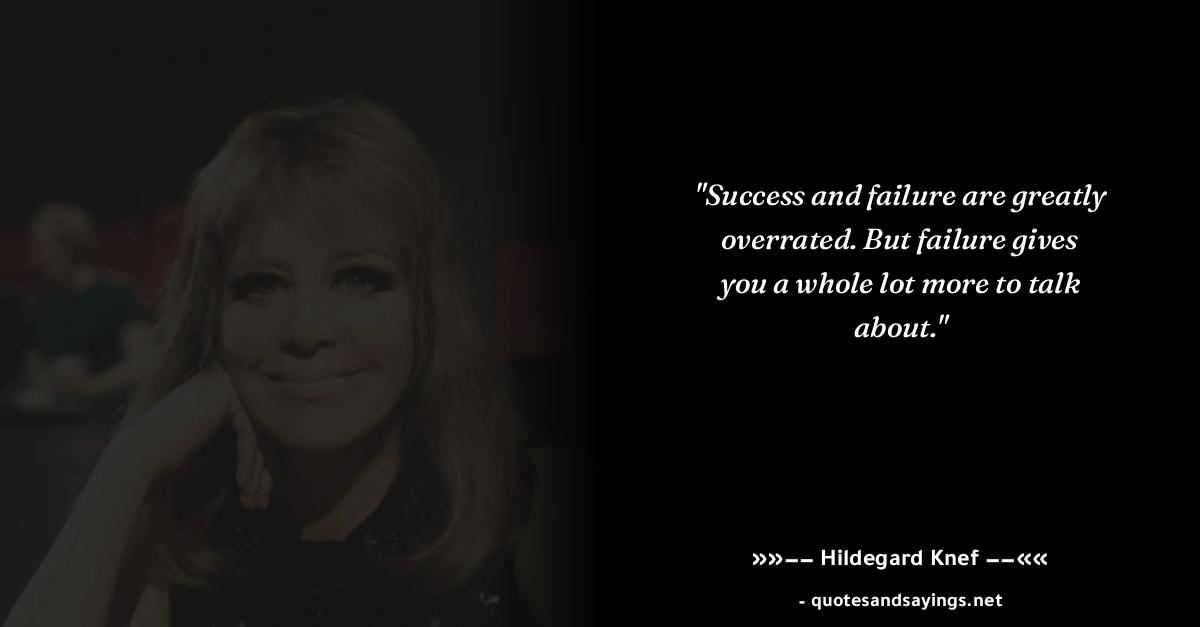 "Success and failure are greatly
overrated. But failure gives
you a whole lot more to talk
about."
»»−− Hildegard Knef −−««
- quotesandsayings.net